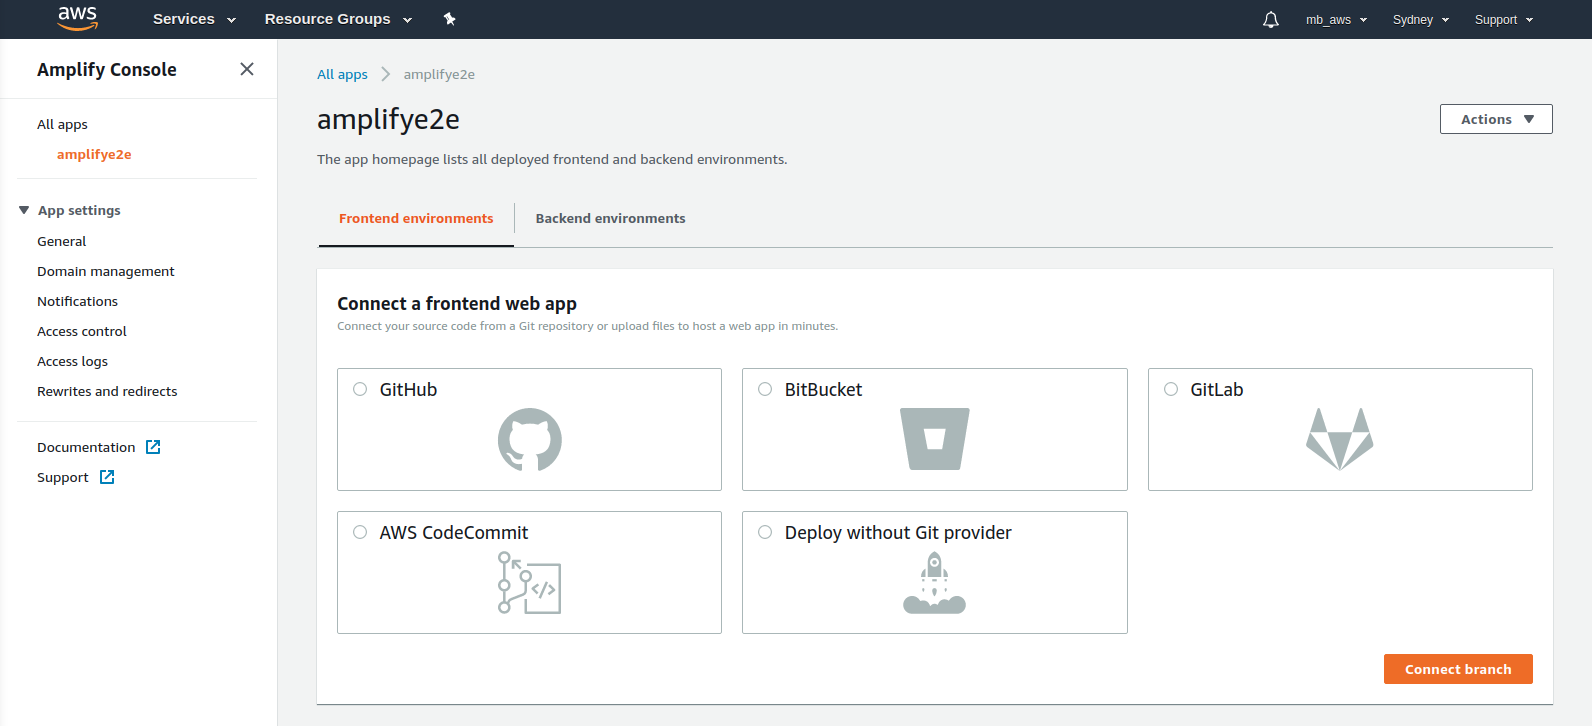 aws Services Resource Groups mb_aws Sydney Support
Amplify Console
All apps
amplifye2e
App settings
General
Domain management
Notifications
Access control
Access logs
Rewrites and redirects
Documentation
Support
All apps amplifye2e
amplifye2e
Actions
The app homepage lists all deployed frontend and backend environments.
Frontend environments Backend environments
Connect a frontend web app
Connect your source code from a Git repository or upload files to host a web app in minutes.
GitHub BitBucket GitLab
AWS CodeCommit Deploy without Git provider
</>
Connect branch